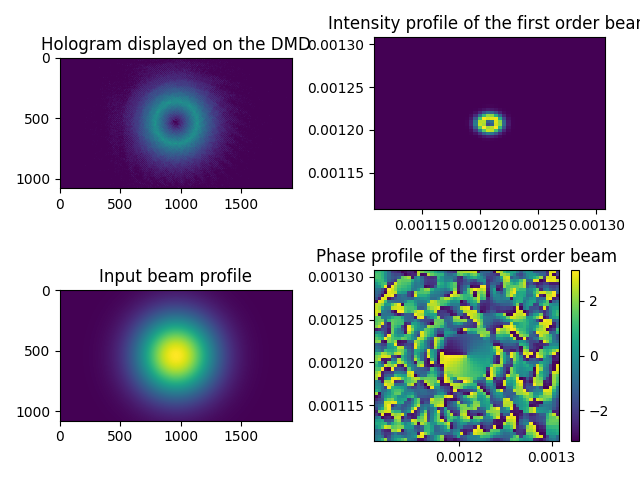 Hologram displayed on the DMD
0
500
1000
0 500 1000 1500
Intensity profile of the first order bear
0.00130
0.00125
0.00120
0.00115
0.00115 0.00120 0.00125 0.00130
Input beam profile
0
500
1000
0 500 1000 1500
Phase profile of the first order beam
0.00130
0.00125
0.00120
0.00115
0.0012 0.0013
2
0
−2